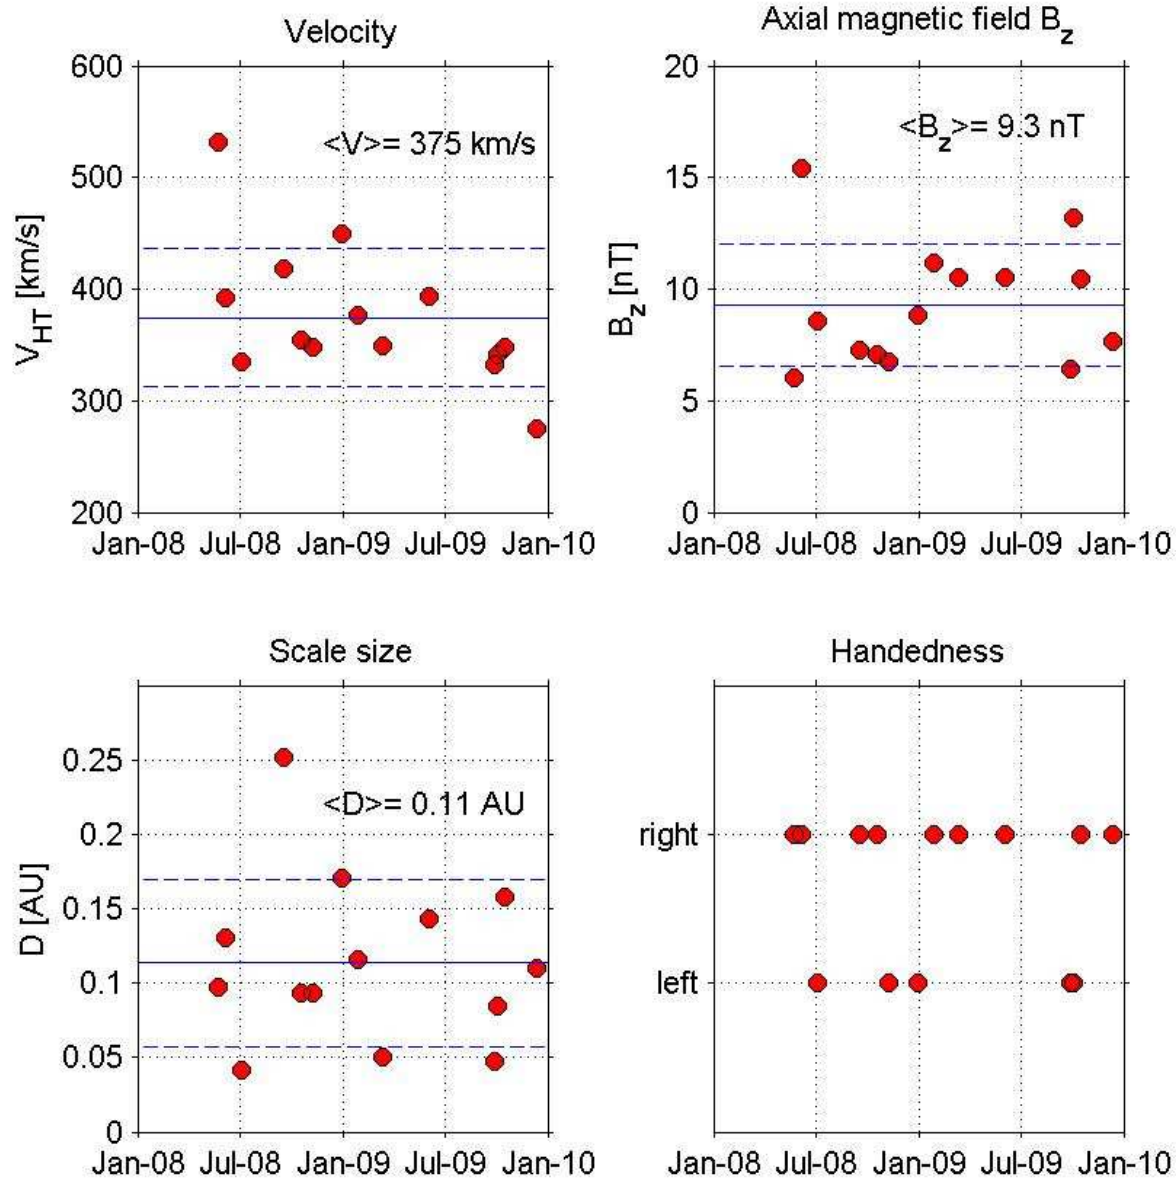 Velocity
600
500
400
300
200
V_HT [km/s]
<V>= 375 km/s
Jan-08 Jul-08 Jan-09 Jul-09 Jan-10
Axial magnetic field B_z
20
15
10
5
0
B_z [nT]
<B_z>= 9.3 nT
Jan-08 Jul-08 Jan-09 Jul-09 Jan-10
Scale size
0.25
0.2
0.15
0.1
0.05
0
D [AU]
<D>= 0.11 AU
Jan-08 Jul-08 Jan-09 Jul-09 Jan-10
Handedness
right
left
Jan-08 Jul-08 Jan-09 Jul-09 Jan-10